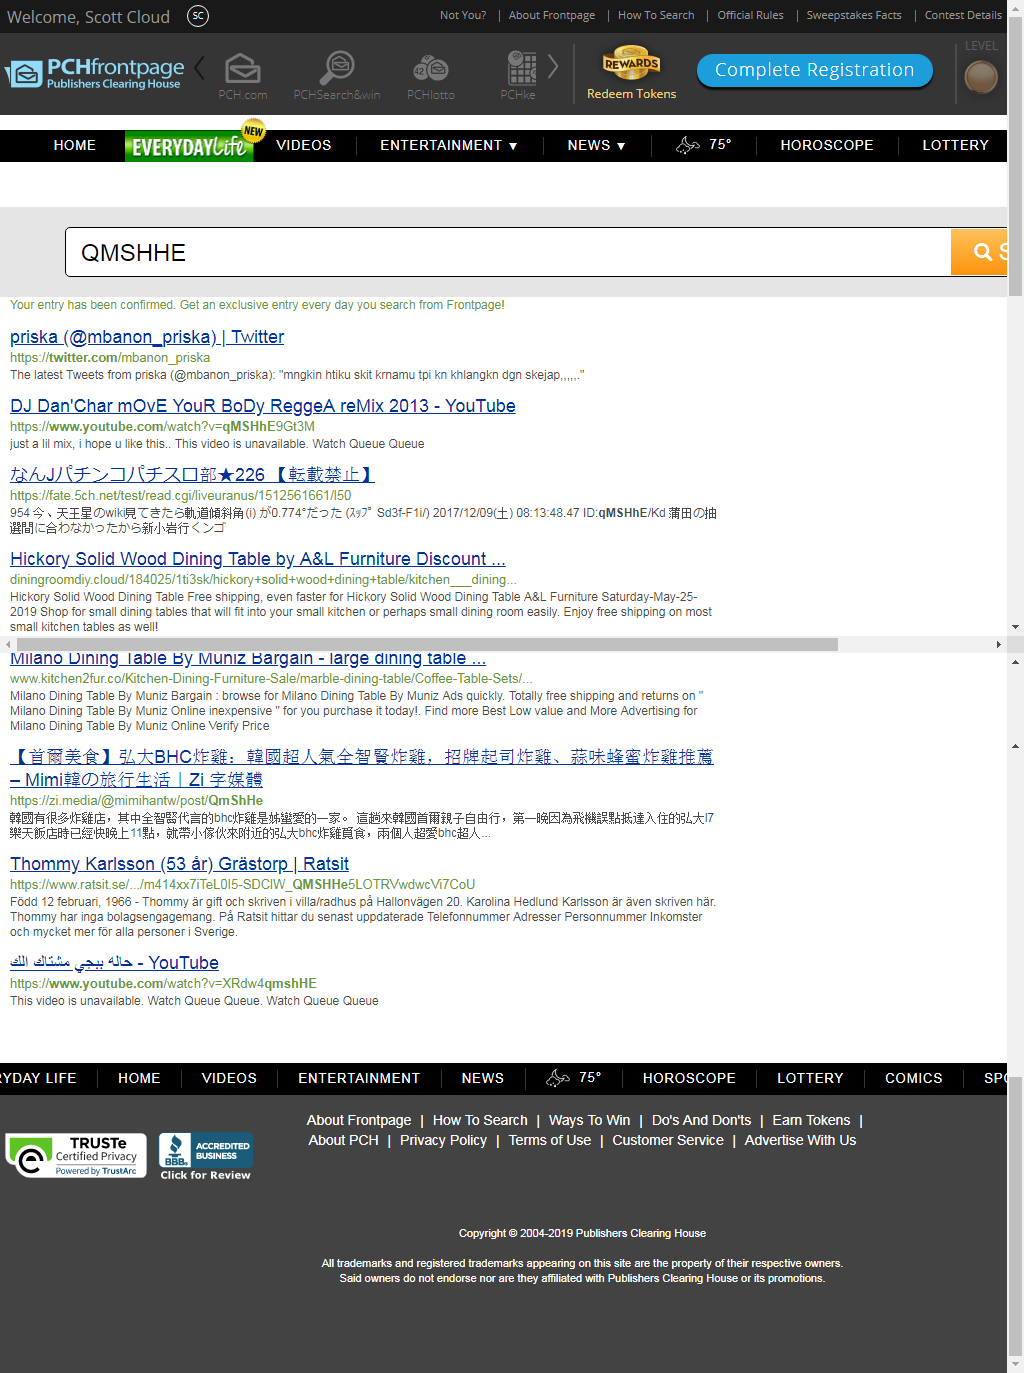 Welcome, Scott Cloud SC Not You? | About Frontpage | How To Search | Official Rules | Sweepstakes Facts | Contest Details
PCHfrontpage
Publishers Clearing House
PCH.com PCHSearch&win PCHlotto PCHke
REWARDS
Redeem Tokens
Complete Registration
LEVEL
HOME EVERYDAY Life NEW VIDEOS ENTERTAINMENT ▼ NEWS ▼ 75° HOROSCOPE LOTTERY
QMSHHE S
Your entry has been confirmed. Get an exclusive entry every day you search from Frontpage!
priska (@mbanon_priska) | Twitter
https://twitter.com/mbanon_priska
The latest Tweets from priska (@mbanon_priska): "mngkin htiku skit krnamu tpi kn khlangkn dgn skejap,,,,,."
DJ Dan'Char mOvE YouR BoDy ReggeA reMix 2013 - YouTube
https://www.youtube.com/watch?v=qMSHhE9Gt3M
just a lil mix, i hope u like this.. This video is unavailable. Watch Queue Queue
なんJパチンコパチスロ部★226 【転載禁止】
https://fate.5ch.net/test/read.cgi/liveuranus/1512561661/l50
954 今、天王星のwiki見てきたら軌道傾斜角(i) が0.774°だった (ｽｯﾌﾟ Sd3f-F1i/) 2017/12/09(土) 08:13:48.47 ID:qMSHhE/Kd 蒲田の抽
選間に合わなかったから新小岩行くンゴ
Hickory Solid Wood Dining Table by A&L Furniture Discount ...
diningroomdiy.cloud/184025/1ti3sk/hickory+solid+wood+dining+table/kitchen___dining...
Hickory Solid Wood Dining Table Free shipping, even faster for Hickory Solid Wood Dining Table A&L Furniture Saturday-May-25-
2019 Shop for small dining tables that will fit into your small kitchen or perhaps small dining room easily. Enjoy free shipping on most
small kitchen tables as well!
Milano Dining Table By Muniz Bargain - large dining table ...
www.kitchen2fur.co/Kitchen-Dining-Furniture-Sale/marble-dining-table/Coffee-Table-Sets/...
Milano Dining Table By Muniz Bargain : browse for Milano Dining Table By Muniz Ads quickly. Totally free shipping and returns on "
Milano Dining Table By Muniz Online inexpensive " for you purchase it today!. Find more Best Low value and More Advertising for
Milano Dining Table By Muniz Online Verify Price
【首爾美食】弘大BHC炸雞：韓國超人氣全智賢炸雞，招牌起司炸雞、蒜味蜂蜜炸雞推薦
– Mimi韓の旅行生活｜Zi 字媒體
https://zi.media/@mimihantw/post/QmShHe
韓國有很多炸雞店，其中全智賢代言的bhc炸雞是姊蠻愛的一家。 這趟來韓國首爾親子自由行，第一晚因為飛機誤點抵達入住的弘大l7
樂天飯店時已經快晚上11點，就帶小傢伙來附近的弘大bhc炸雞覓食，兩個人超愛bhc超人...
Thommy Karlsson (53 år) Grästorp | Ratsit
https://www.ratsit.se/.../m414xx7iTeL0I5-SDClW_QMSHHe5LOTRVwdwcVi7CoU
Född 12 februari, 1966 - Thommy är gift och skriven i villa/radhus på Hallonvägen 20. Karolina Hedlund Karlsson är även skriven här.
Thommy har inga bolagsengagemang. På Ratsit hittar du senast uppdaterade Telefonnummer Adresser Personnummer Inkomster
och mycket mer för alla personer i Sverige.
حاله ببجي مشتاك الك - YouTube
https://www.youtube.com/watch?v=XRdw4qmshHE
This video is unavailable. Watch Queue Queue. Watch Queue Queue
RYDAY LIFE HOME VIDEOS ENTERTAINMENT NEWS 75° HOROSCOPE LOTTERY COMICS SPO
About Frontpage | How To Search | Ways To Win | Do's And Don'ts | Earn Tokens |
About PCH | Privacy Policy | Terms of Use | Customer Service | Advertise With Us
TRUSTe
Certified Privacy
Powered by TrustArc
BBB
ACCREDITED
BUSINESS
Click for Review
Copyright © 2004-2019 Publishers Clearing House
All trademarks and registered trademarks appearing on this site are the property of their respective owners.
Said owners do not endorse nor are they affiliated with Publishers Clearing House or its promotions.